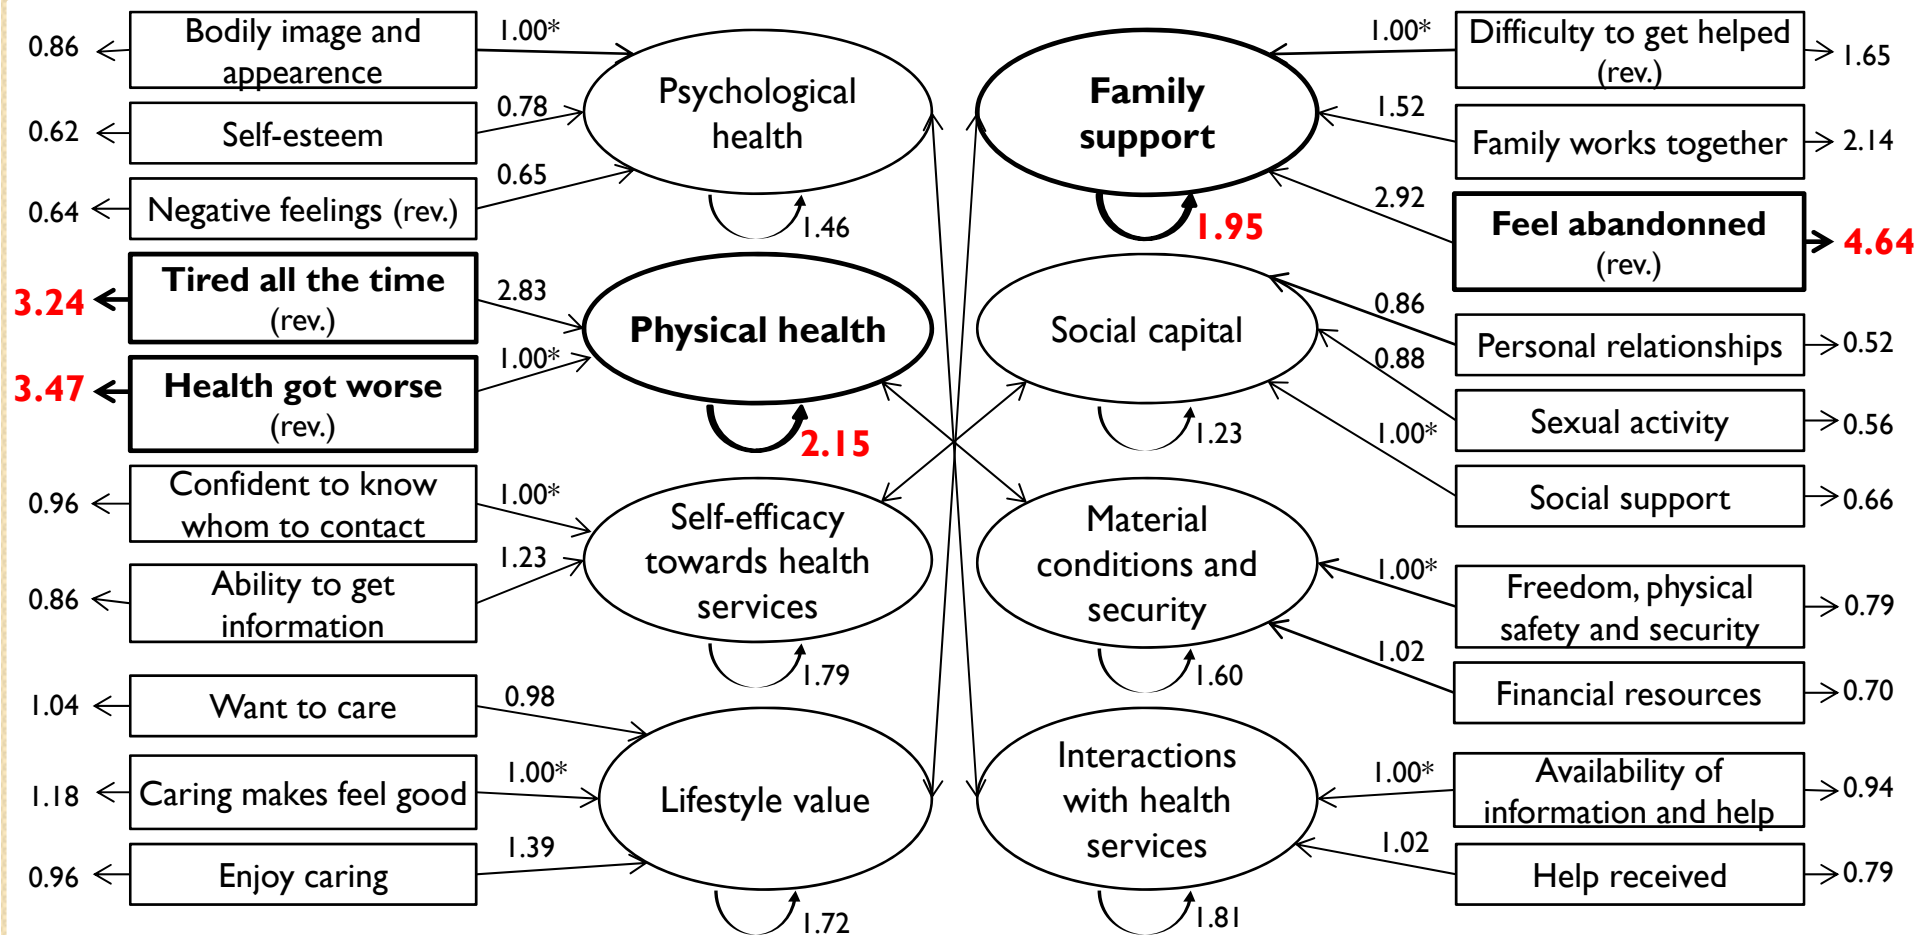 0.86
Bodily image and
appearence
1.00*
0.62
Self-esteem
0.78
0.64
Negative feelings (rev.)
0.65
Psychological
health
1.46
3.24
Tired all the time
(rev.)
2.83
3.47
Health got worse
(rev.)
1.00*
Physical health
2.15
0.96
Confident to know
whom to contact
1.00*
0.86
Ability to get
information
1.23
Self-efficacy
towards health
services
1.79
1.04
Want to care
0.98
1.18
Caring makes feel good
1.00*
0.96
Enjoy caring
1.39
Lifestyle value
1.72
Family
support
1.95
1.00*
Difficulty to get helped
(rev.)
1.65
1.52
Family works together
2.14
2.92
Feel abandonned
(rev.)
4.64
Social capital
1.23
0.86
Personal relationships
0.52
0.88
Sexual activity
0.56
1.00*
Social support
0.66
Material
conditions and
security
1.60
1.00*
Freedom, physical
safety and security
0.79
1.02
Financial resources
0.70
Interactions
with health
services
1.81
1.00*
Availability of
information and help
0.94
1.02
Help received
0.79